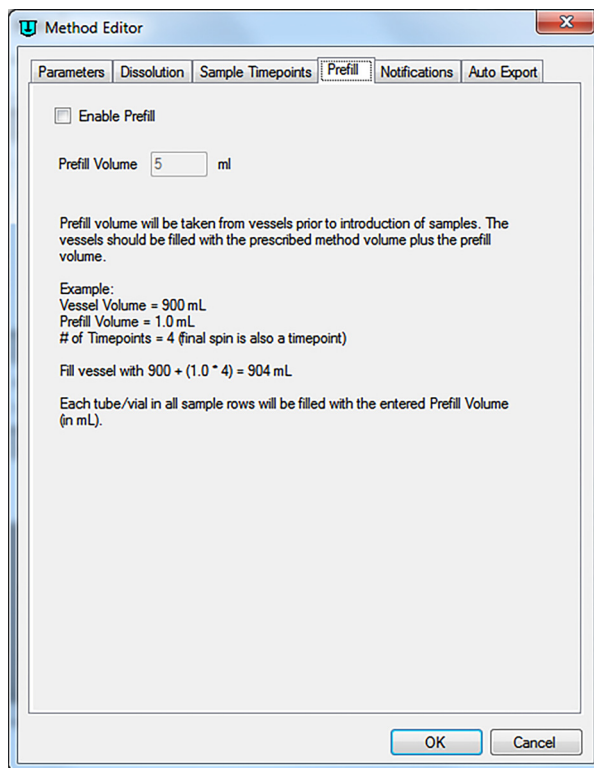 Method Editor
Parameters Dissolution Sample Timepoints Prefill Notifications Auto Export
Enable Prefill
Prefill Volume 5 ml
Prefill volume will be taken from vessels prior to introduction of samples. The
vessels should be filled with the prescribed method volume plus the prefill
volume.
Example:
Vessel Volume = 900 mL
Prefill Volume = 1.0 mL
# of Timepoints = 4 (final spin is also a timepoint)
Fill vessel with 900 + (1.0 * 4) = 904 mL
Each tube/vial in all sample rows will be filled with the entered Prefill Volume
(in mL).
OK Cancel